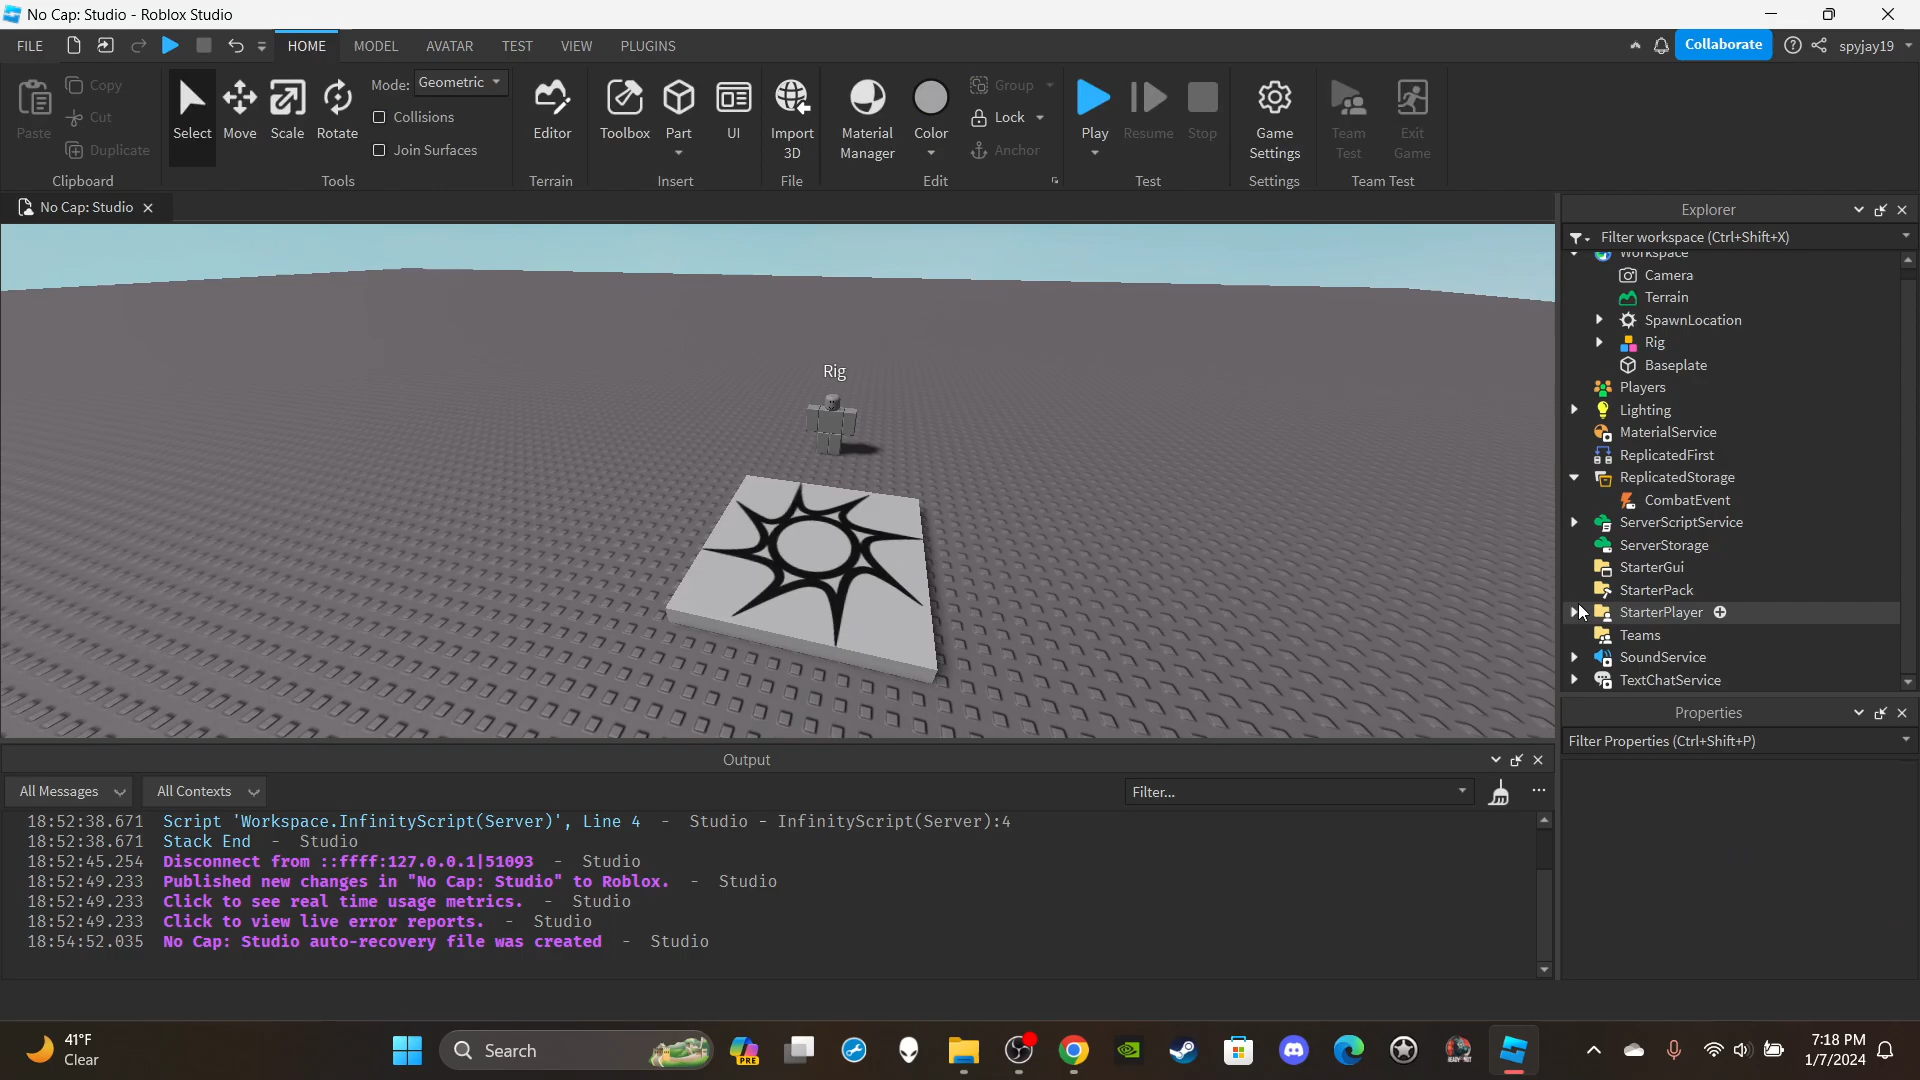 No Cap: Studio - Roblox Studio
FILE HOME MODEL AVATAR TEST VIEW PLUGINS Collaborate spyjay19
Paste Copy Cut Duplicate
Clipboard
Select Move Scale Rotate
Mode: Geometric
Collisions
Join Surfaces
Tools
Editor
Terrain
Toolbox Part UI
Insert
Import 3D
File
Material Manager
Color
Group
Lock
Anchor
Edit
Play Resume Stop
Test
Game Settings
Settings
Team Test
Exit Game
Team Test
No Cap: Studio
Rig
Explorer
Filter workspace (Ctrl+Shift+X)
Workspace
Camera
Terrain
SpawnLocation
Rig
Baseplate
Players
Lighting
MaterialService
ReplicatedFirst
ReplicatedStorage
CombatEvent
ServerScriptService
ServerStorage
StarterGui
StarterPack
StarterPlayer
Teams
SoundService
TextChatService
Properties
Filter Properties (Ctrl+Shift+P)
Output
All Messages All Contexts Filter...
18:52:38.671 Script 'Workspace.InfinityScript(Server)', Line 4 - Studio - InfinityScript(Server):4
18:52:38.671 Stack End - Studio
18:52:45.254 Disconnect from ::ffff:127.0.0.1|51093 - Studio
18:52:49.233 Published new changes in "No Cap: Studio" to Roblox. - Studio
18:52:49.233 Click to see real time usage metrics. - Studio
18:52:49.233 Click to view live error reports. - Studio
18:54:52.035 No Cap: Studio auto-recovery file was created - Studio
41°F
Clear
Search
PRE
7:18 PM
1/7/2024